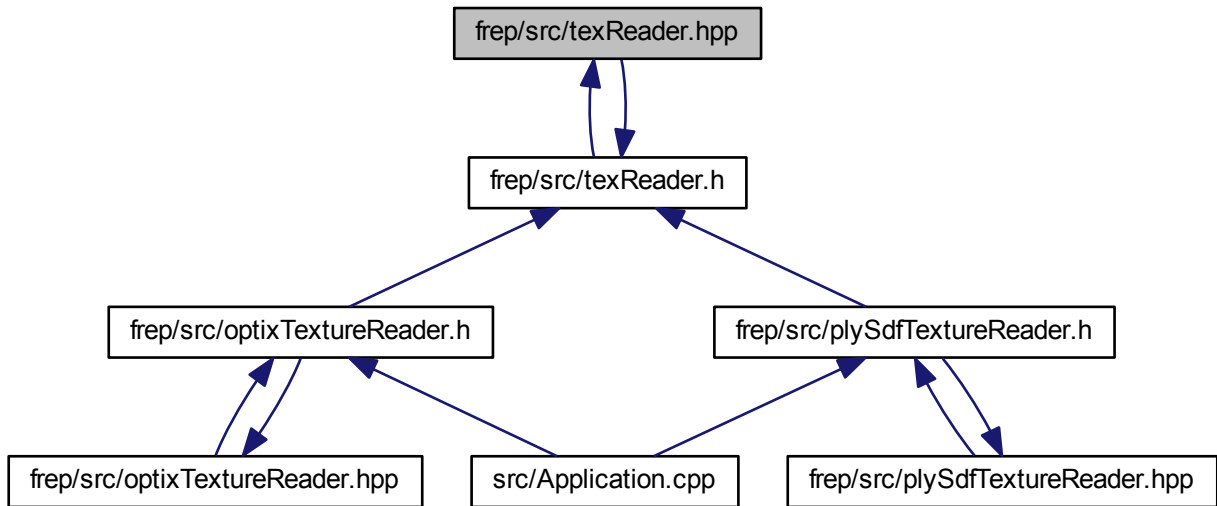 frep/src/texReader.hpp
frep/src/texReader.h
frep/src/optixTextureReader.h
frep/src/plySdfTextureReader.h
frep/src/optixTextureReader.hpp
src/Application.cpp
frep/src/plySdfTextureReader.hpp